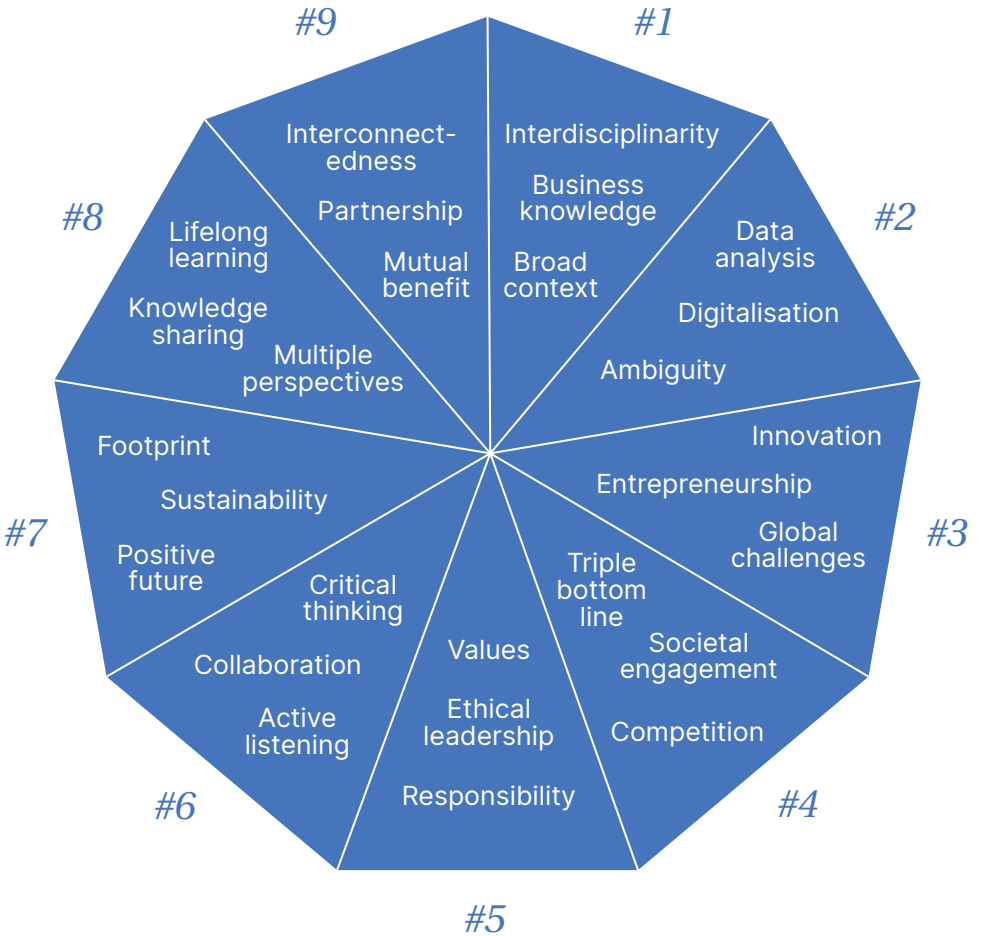 #1
Interdisciplinarity
Business
knowledge
Broad
context
#2
Data
analysis
Digitalisation
Ambiguity
#3
Innovation
Entrepreneurship
Global
challenges
#4
Triple
bottom
line
Societal
engagement
Competition
#5
Values
Ethical
leadership
Responsibility
#6
Critical
thinking
Collaboration
Active
listening
#7
Footprint
Sustainability
Positive
future
#8
Lifelong
learning
Knowledge
sharing
Multiple
perspectives
#9
Interconnect-
edness
Partnership
Mutual
benefit